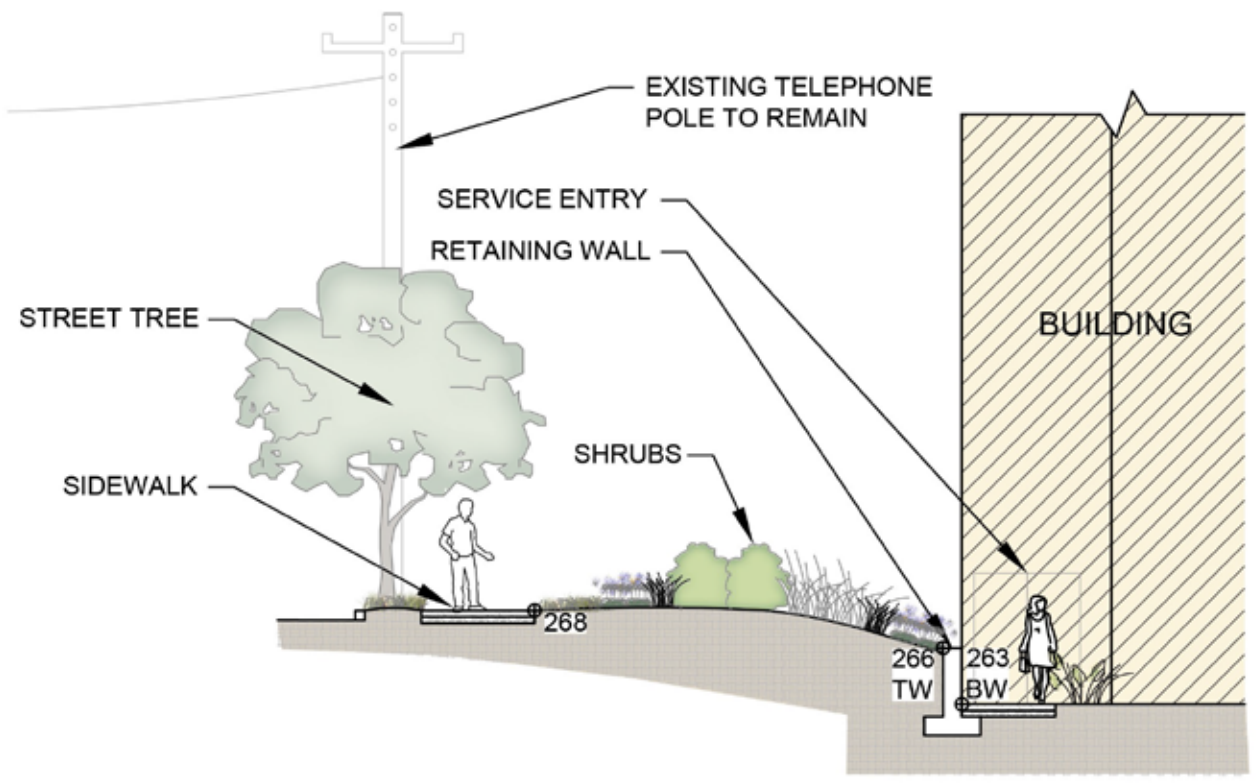 EXISTING TELEPHONE
POLE TO REMAIN
SERVICE ENTRY
RETAINING WALL
STREET TREE
BUILDING
SHRUBS
SIDEWALK
268
266
TW
263
BW